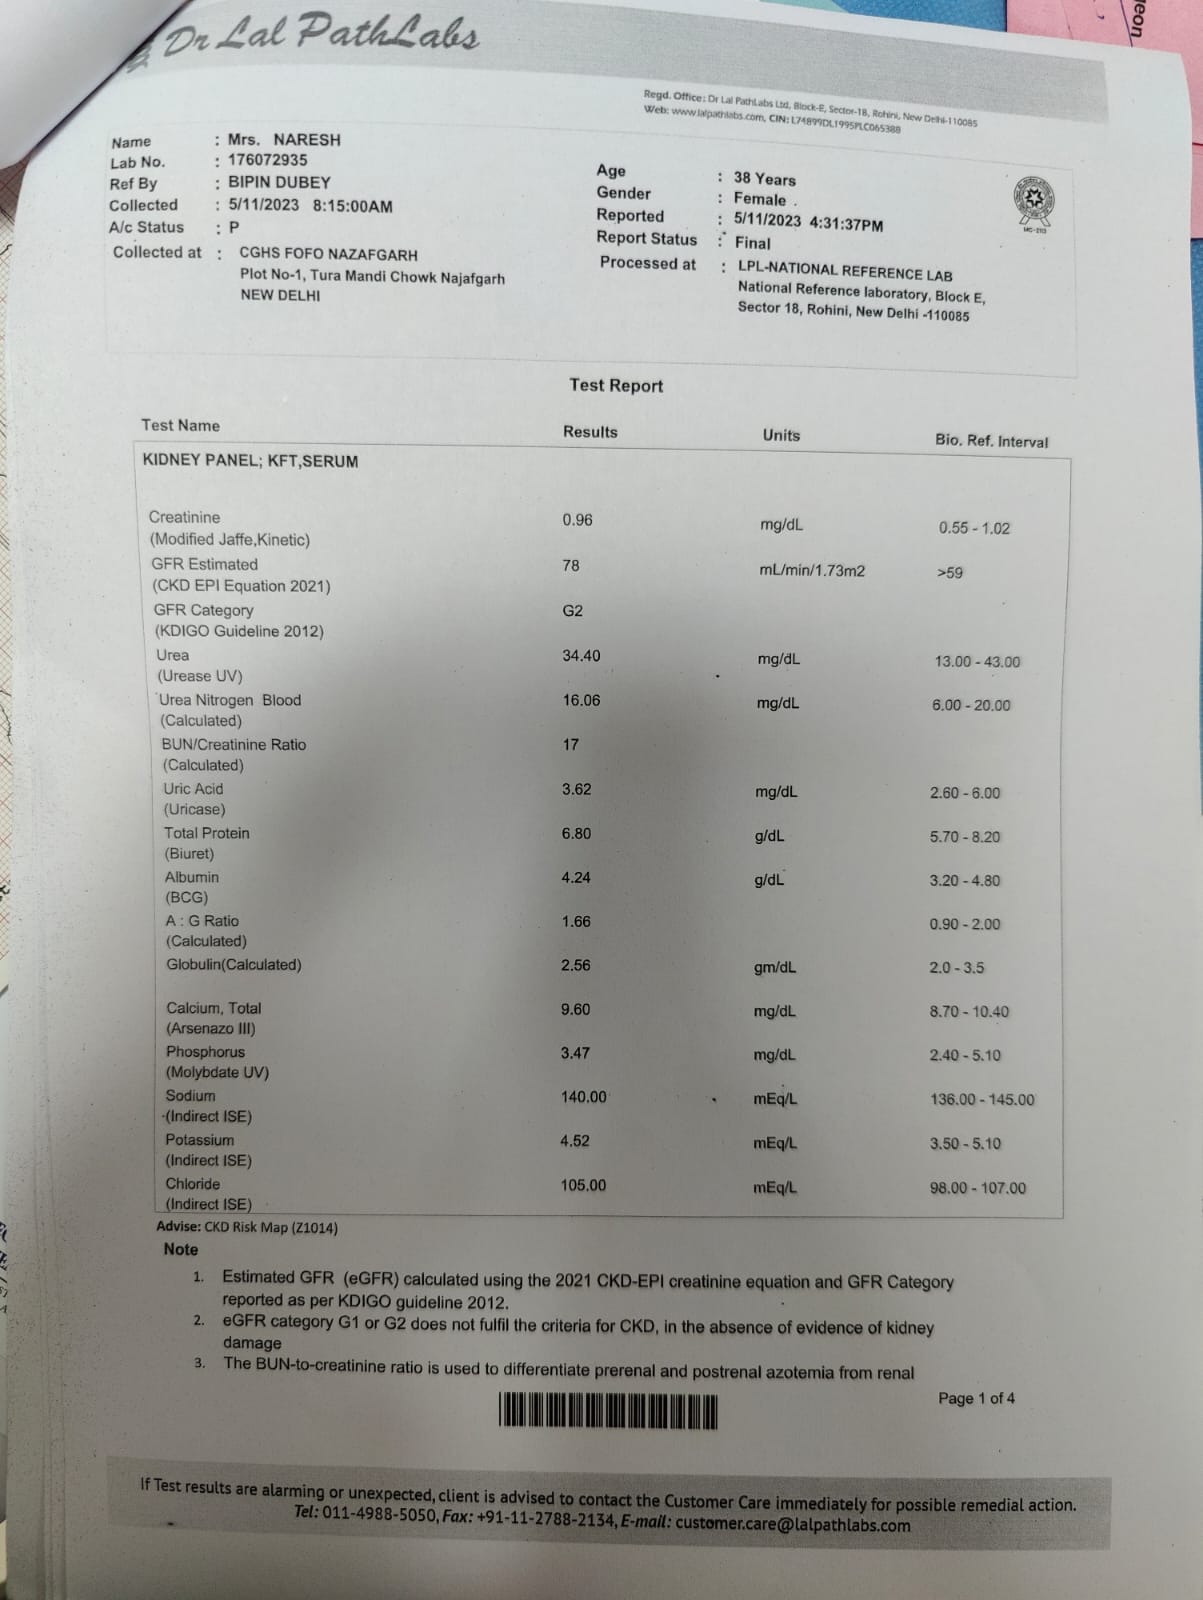 Dr Lal PathLabs
eon
Regd. Office: Dr Lal PathLabs Ltd, Block-E, Sector-18, Rohini, New Delhi-110085
Web: www.lalpathlabs.com, CIN: L74899DL1995PLC065388
Name : Mrs. NARESH
Lab No. : 176072935
Ref By : BIPIN DUBEY
Collected : 5/11/2023 8:15:00AM
A/c Status : P
Collected at : CGHS FOFO NAZAFGARH
Plot No-1, Tura Mandi Chowk Najafgarh
NEW DELHI
Age : 38 Years
Gender : Female
Reported : 5/11/2023 4:31:37PM
Report Status : Final
Processed at : LPL-NATIONAL REFERENCE LAB
National Reference laboratory, Block E,
Sector 18, Rohini, New Delhi -110085
Test Report
Test Name Results Units Bio. Ref. Interval
KIDNEY PANEL; KFT,SERUM
Creatinine 0.96 mg/dL 0.55 - 1.02
(Modified Jaffe,Kinetic)
GFR Estimated 78 mL/min/1.73m2 >59
(CKD EPI Equation 2021)
GFR Category G2
(KDIGO Guideline 2012)
Urea 34.40 mg/dL 13.00 - 43.00
(Urease UV)
Urea Nitrogen Blood 16.06 mg/dL 6.00 - 20.00
(Calculated)
BUN/Creatinine Ratio 17
(Calculated)
Uric Acid 3.62 mg/dL 2.60 - 6.00
(Uricase)
Total Protein 6.80 g/dL 5.70 - 8.20
(Biuret)
Albumin 4.24 g/dL 3.20 - 4.80
(BCG)
A : G Ratio 1.66 0.90 - 2.00
(Calculated)
Globulin(Calculated) 2.56 gm/dL 2.0 - 3.5
Calcium, Total 9.60 mg/dL 8.70 - 10.40
(Arsenazo III)
Phosphorus 3.47 mg/dL 2.40 - 5.10
(Molybdate UV)
Sodium 140.00 mEq/L 136.00 - 145.00
(Indirect ISE)
Potassium 4.52 mEq/L 3.50 - 5.10
(Indirect ISE)
Chloride 105.00 mEq/L 98.00 - 107.00
(Indirect ISE)
Advise: CKD Risk Map (Z1014)
Note
1. Estimated GFR (eGFR) calculated using the 2021 CKD-EPI creatinine equation and GFR Category
reported as per KDIGO guideline 2012.
2. eGFR category G1 or G2 does not fulfil the criteria for CKD, in the absence of evidence of kidney
damage
3. The BUN-to-creatinine ratio is used to differentiate prerenal and postrenal azotemia from renal
Page 1 of 4
If Test results are alarming or unexpected, client is advised to contact the Customer Care immediately for possible remedial action.
Tel: 011-4988-5050, Fax: +91-11-2788-2134, E-mail: customer.care@lalpathlabs.com